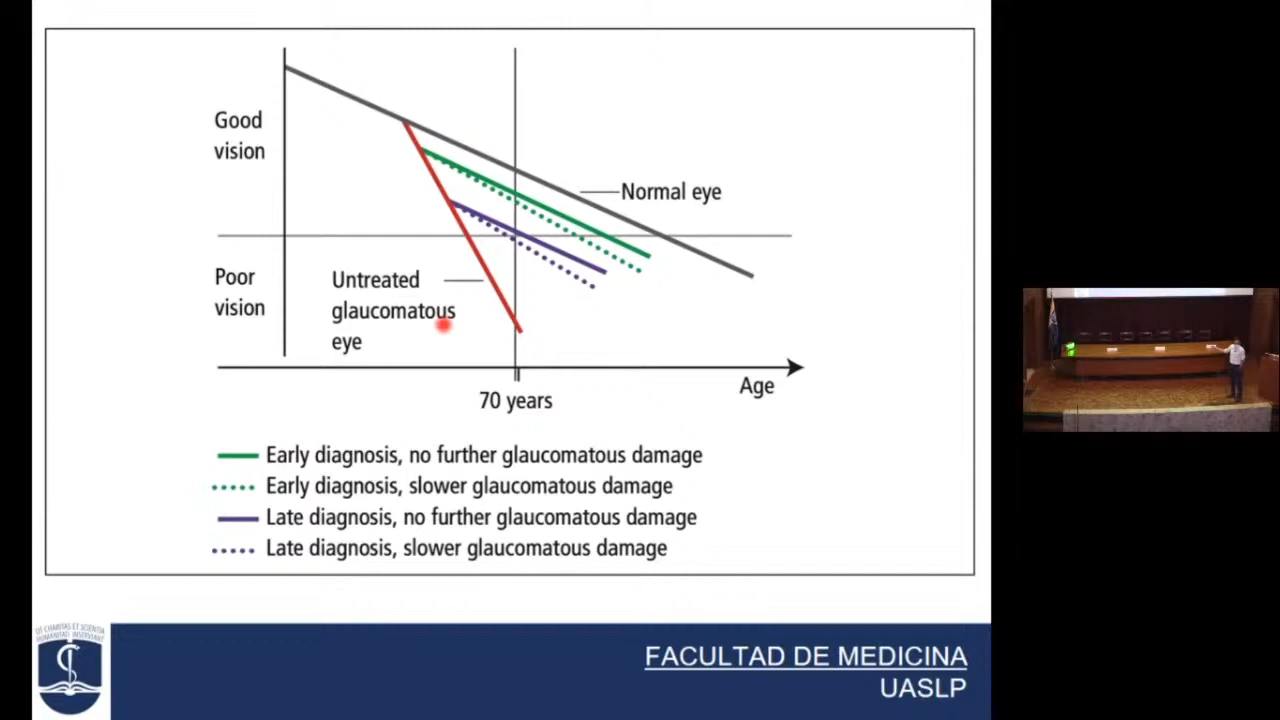 Good
vision
Normal eye
Poor
vision
Untreated
glaucomatous
eye
Age
70 years
Early diagnosis, no further glaucomatous damage
Early diagnosis, slower glaucomatous damage
Late diagnosis, no further glaucomatous damage
Late diagnosis, slower glaucomatous damage
FACULTAD DE MEDICINA
UASLP